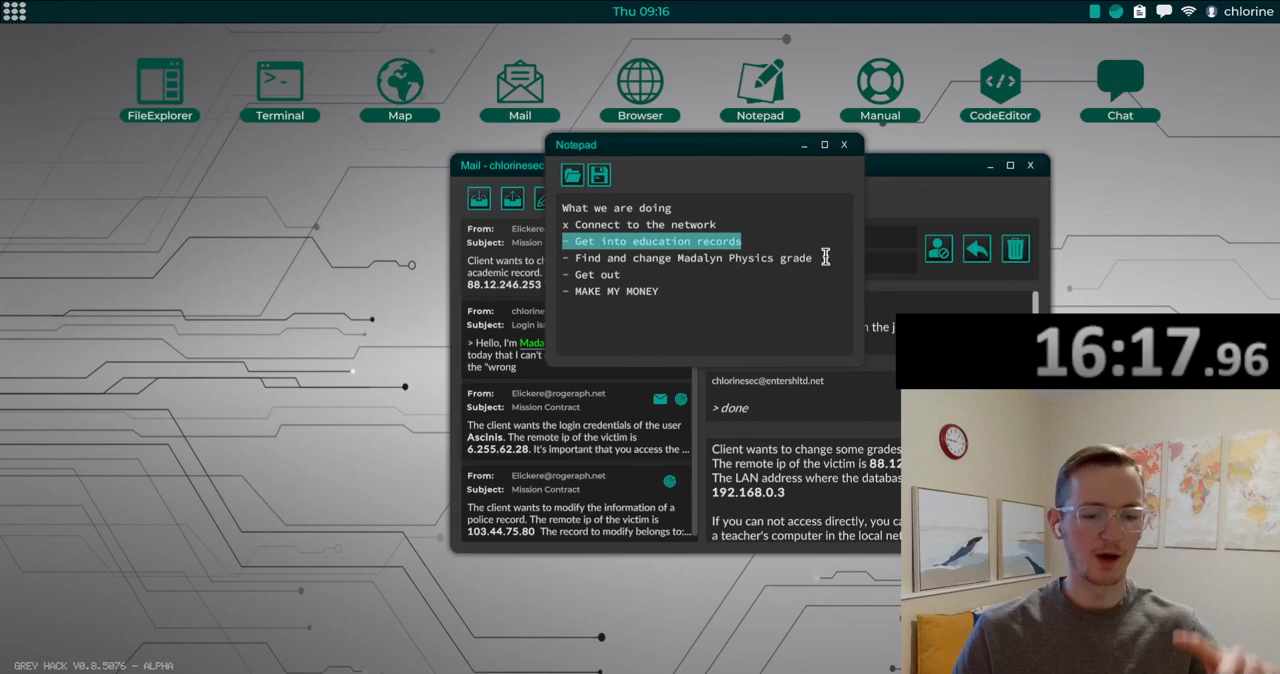 Thu 09:16
chlorine
FileExplorer
Terminal
Map
Mail
Browser
Notepad
Manual
CodeEditor
Chat
Notepad
What we are doing
x Connect to the network
- Get into education records
- Find and change Madalyn Physics grade
- Get out
- MAKE MY MONEY
Mail - chlorinesec
From: Elickere
Subject: Mission
Client wants to
academic record.
88.12.246.253
From: chlorine
Subject: Login
> Hello, I'm Mada
today that I can't
the "wrong
From: Elickere@rogeraph.net
Subject: Mission Contract
The client wants the login credentials of the user
Ascinis. The remote ip of the victim is
6.255.62.28. It's important that you access the ...
From: Elickere@rogeraph.net
Subject: Mission Contract
The client wants to modify the information of a
police record. The remote ip of the victim is
103.44.75.80 The record to modify belongs to:...
in the
chlorinesec@entershltd.net
> done
Client wants to change some grades
The remote ip of the victim is 88.12
The LAN address where the
192.168.0.3
If you can not access directly, you
a teacher's computer in the local
16:17.96
GREY HACK V0.8.5076 - ALPHA